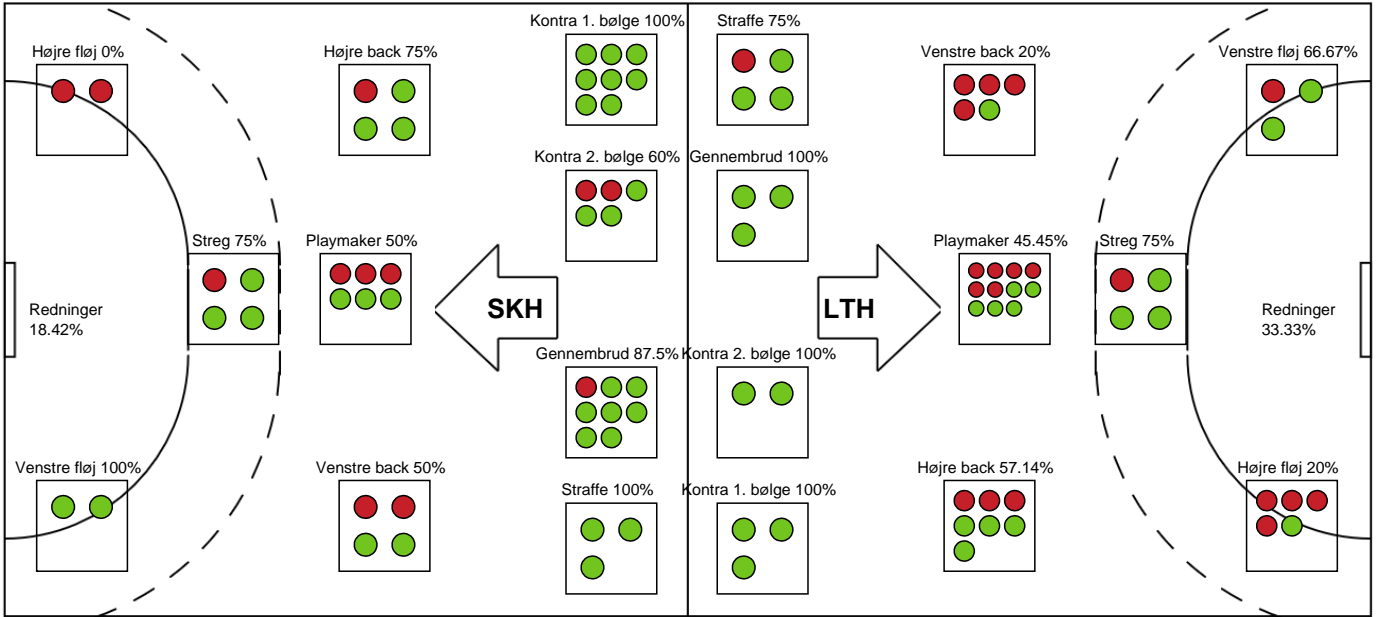 Kontra 1. bølge 100%
Straffe 75%
Højre fløj 0%
Højre back 75%
Venstre back 20%
Venstre fløj 66.67%
Kontra 2. bølge 60%
Gennembrud 100%
Streg 75%
Playmaker 50%
Playmaker 45.45%
Streg 75%
Redninger
18.42%
SKH
LTH
Redninger
33.33%
Gennembrud 87.5%
Kontra 2. bølge 100%
Venstre fløj 100%
Venstre back 50%
Højre back 57.14%
Højre fløj 20%
Straffe 100%
Kontra 1. bølge 100%